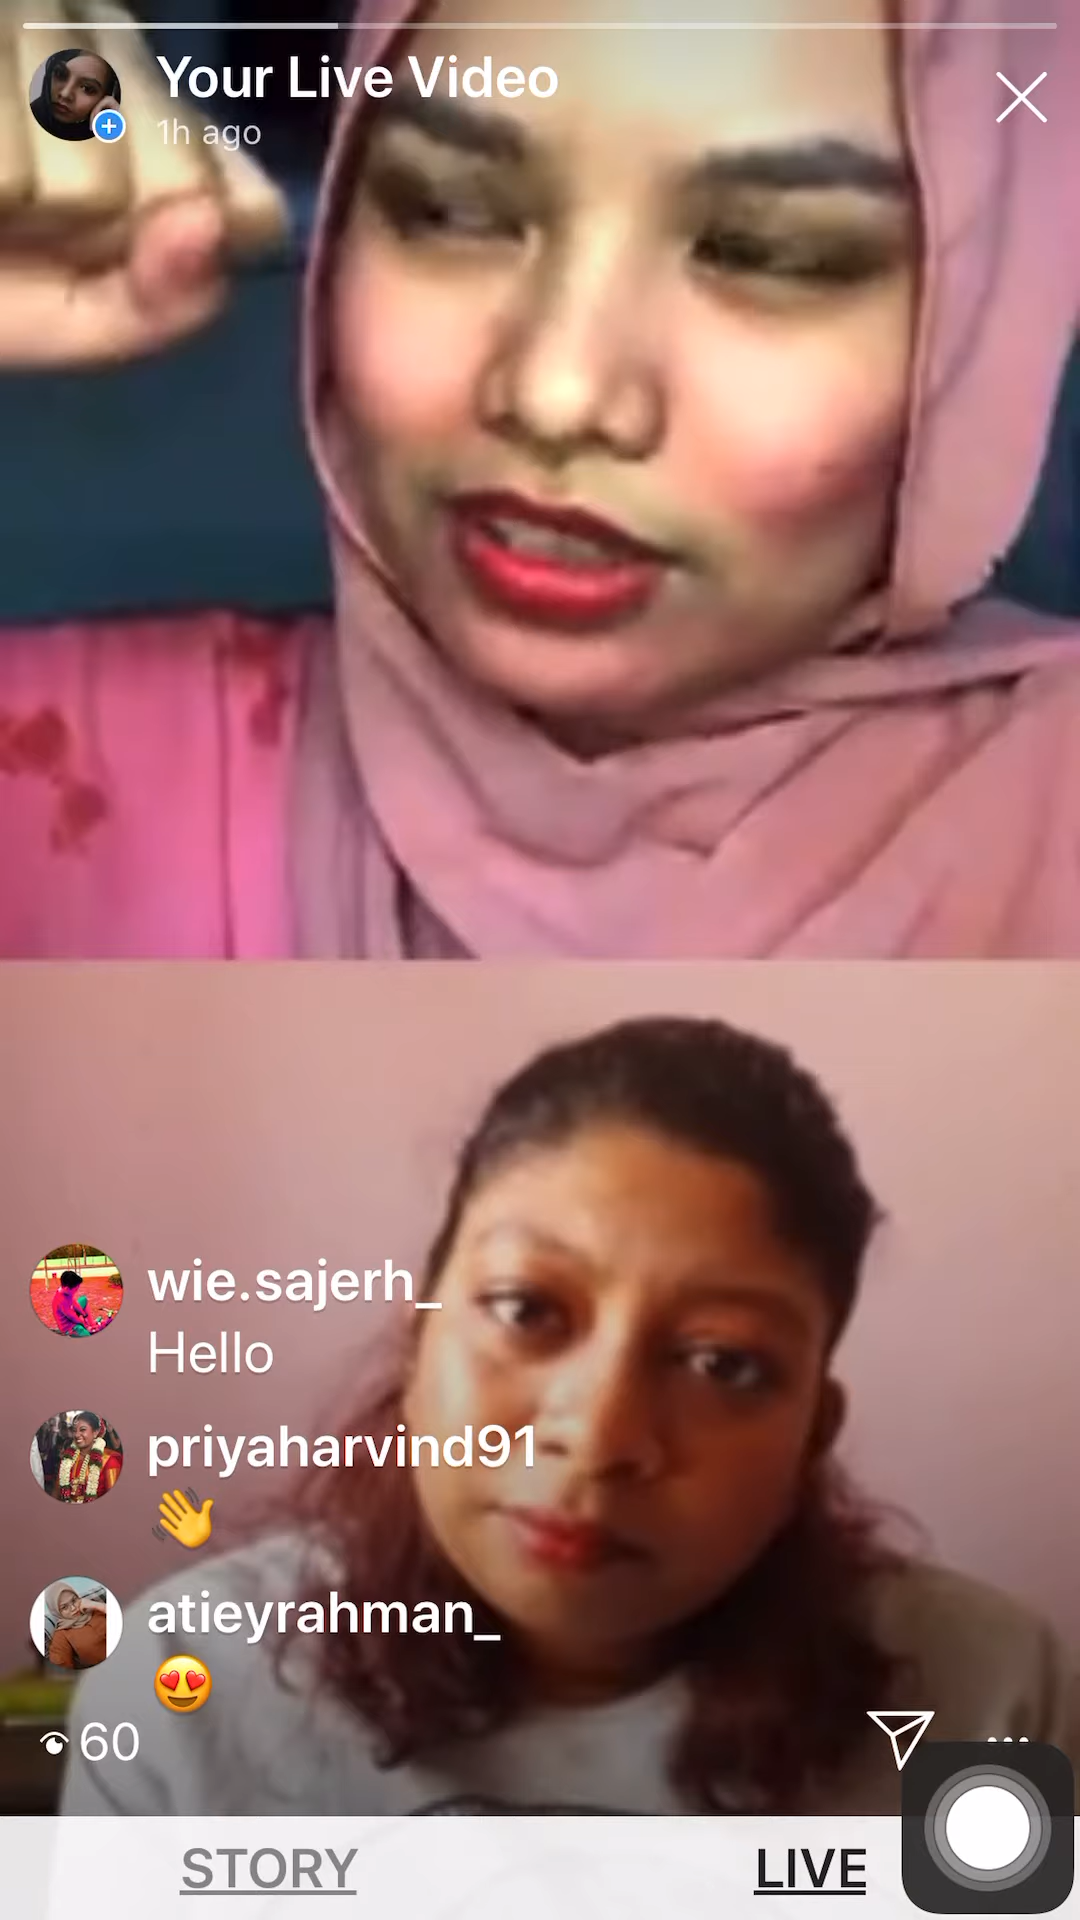 Your Live Video
1h ago
wie.sajerh_
Hello
priyaharvind91
👋
atieyrahman_
😍
60
STORY
LIVE